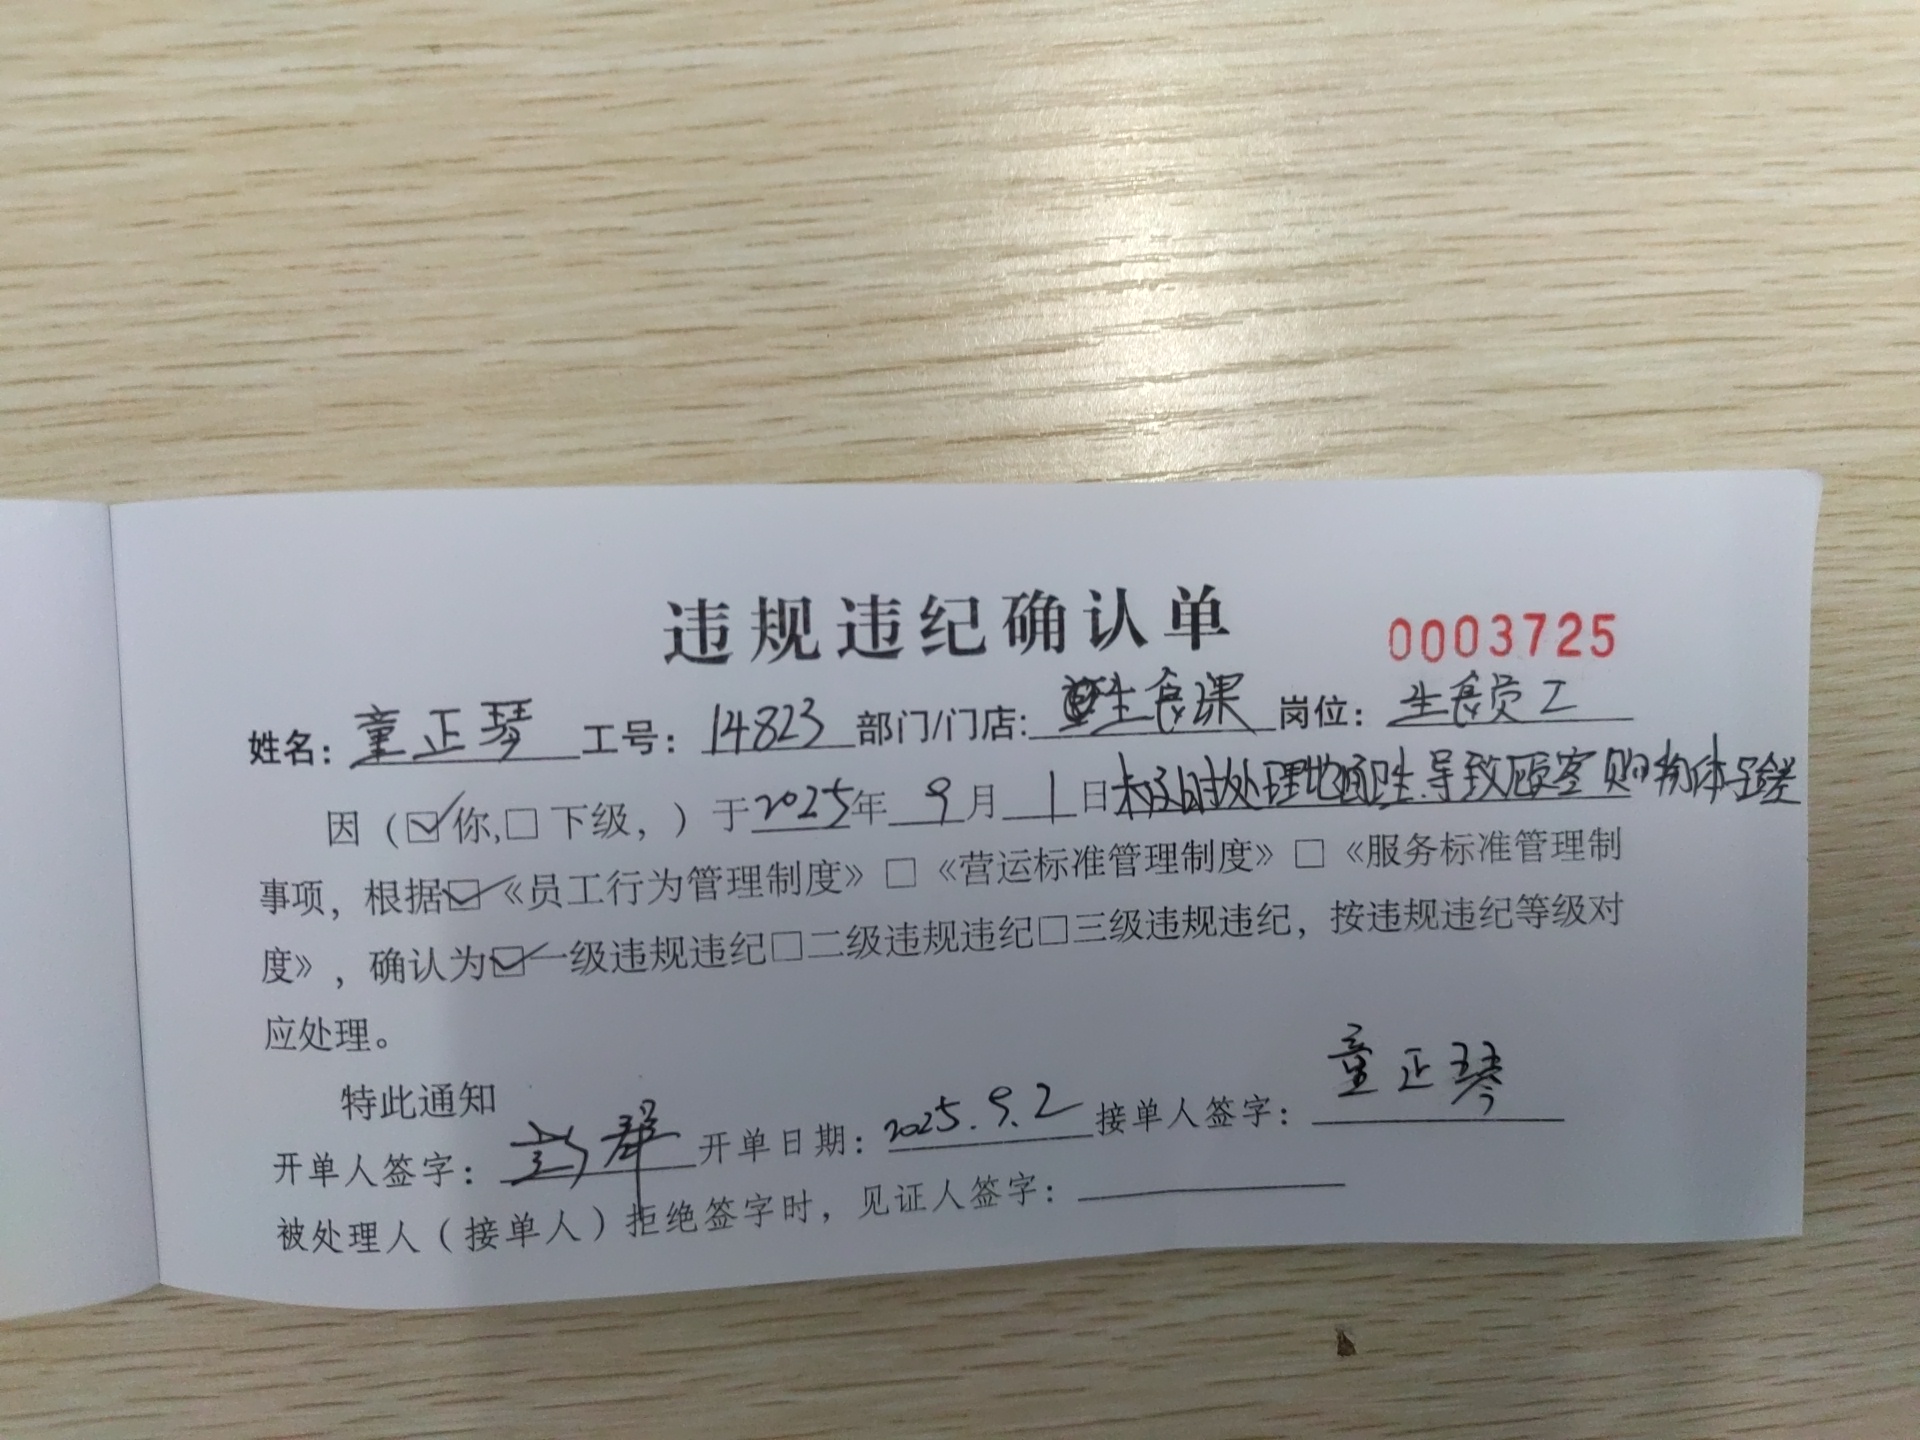 违规违纪确认单 0003725
姓名：童正琴 工号：14823 部门/门店：生食课 岗位：生食员工
因（☑你,□下级，）于2025年9月1日未及时处理地面卫生.导致顾客购物体验差
事项，根据☑《员工行为管理制度》□《营运标准管理制度》□《服务标准管理制
度》，确认为☑一级违规违纪□二级违规违纪□三级违规违纪，按违规违纪等级对
应处理。
特此通知
开单人签字： 开单日期：2025.9.2 接单人签字：童正琴
被处理人（接单人）拒绝签字时，见证人签字：